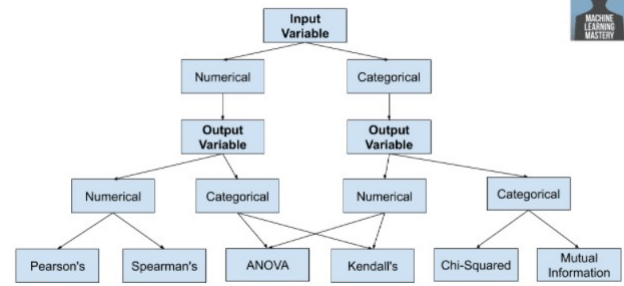 Input
Variable
MACHINE
LEARNING
MASTERY
Numerical
Categorical
Output
Variable
Output
Variable
Numerical
Categorical
Numerical
Categorical
Pearson's
Spearman's
ANOVA
Kendall's
Chi-Squared
Mutual
Information